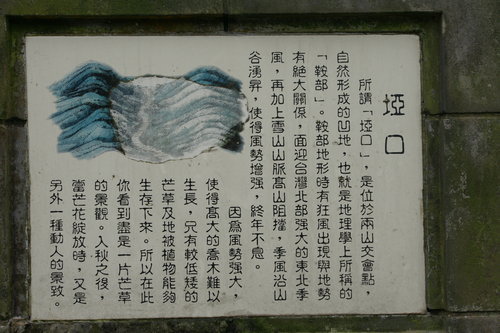 埡口
所謂「埡口」，是位於兩山交會點，
自然形成的凹地，也就是地理學上所稱的
「鞍部」。鞍部地形時有狂風出現與地勢
有絕大關係，面迎台灣北部强大的東北季
風，再加上雪山山脈高山阻擋，季風沿山
谷湧昇，使得風勢增强，終年不息。
因為風勢强大，
使得高大的喬木難以
生長，只有較低矮的
芒草及地被植物能夠
生存下來。所以在此
你看到盡是一片芒草
的景觀。入秋之後，
當芒花綻放時，又是
另外一種動人的景致。